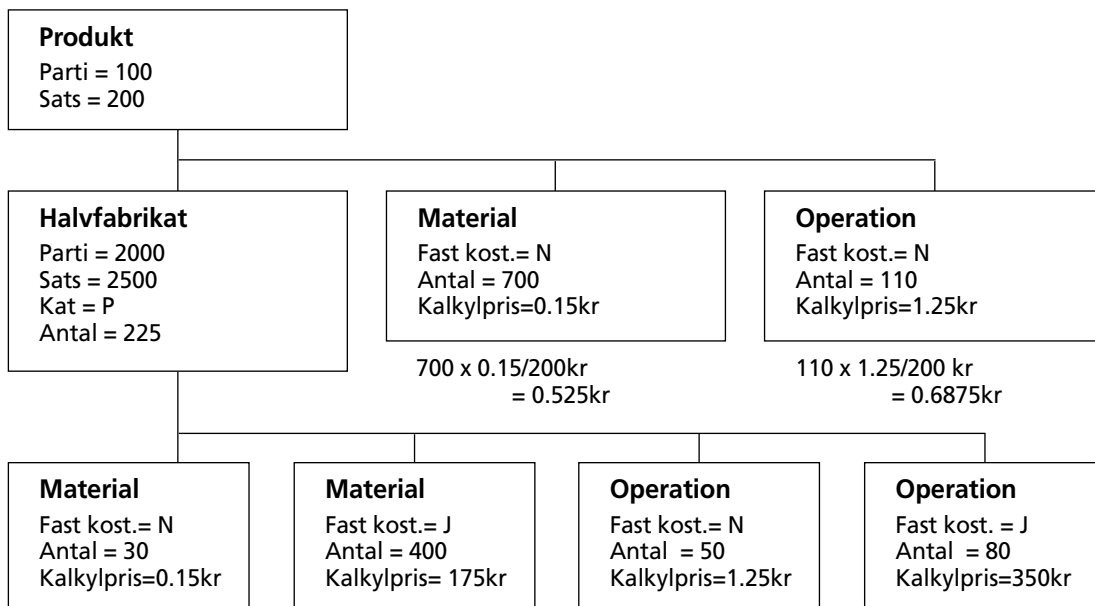 Produkt
Parti = 100
Sats = 200
Halvfabrikat
Parti = 2000
Sats = 2500
Kat = P
Antal = 225
Material
Fast kost.= N
Antal = 700
Kalkylpris=0.15kr
700 x 0.15/200kr
= 0.525kr
Operation
Fast kost.= N
Antal = 110
Kalkylpris=1.25kr
110 x 1.25/200 kr
= 0.6875kr
Material
Fast kost.= N
Antal = 30
Kalkylpris=0.15kr
Material
Fast kost.= J
Antal = 400
Kalkylpris= 175kr
Operation
Fast kost.= N
Antal  = 50
Kalkylpris=1.25kr
Operation
Fast kost. = J
Antal  = 80
Kalkylpris=350kr